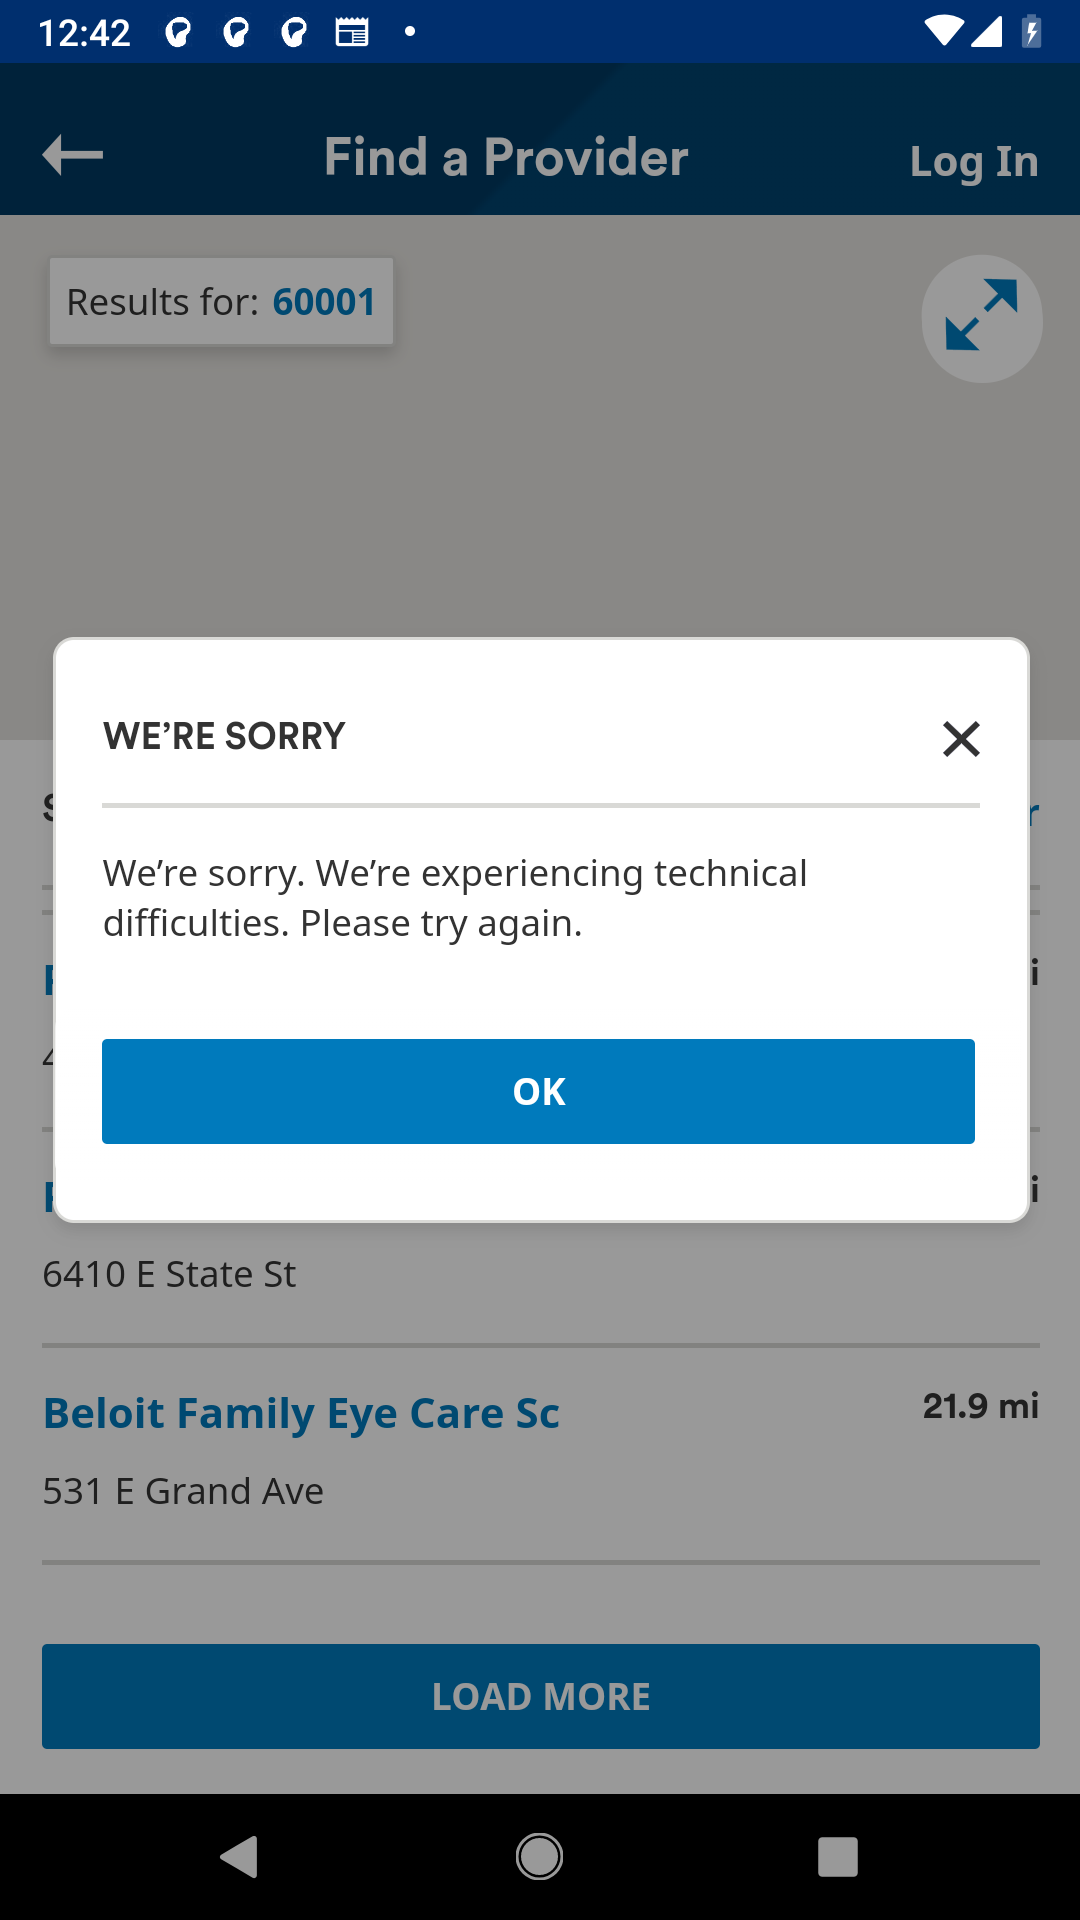 12:42
Find a Provider
Log In
Results for: 60001
WE’RE SORRY
We’re sorry. We’re experiencing technical
difficulties. Please try again.
OK
6410 E State St
Beloit Family Eye Care Sc
21.9 mi
531 E Grand Ave
LOAD MORE